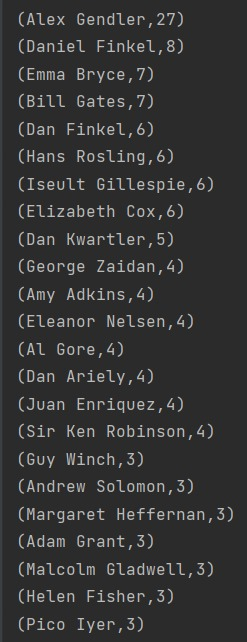 (Alex Gendler,27)
(Daniel Finkel,8)
(Emma Bryce,7)
(Bill Gates,7)
(Dan Finkel,6)
(Hans Rosling,6)
(Iseult Gillespie,6)
(Elizabeth Cox,6)
(Dan Kwartler,5)
(George Zaidan,4)
(Amy Adkins,4)
(Eleanor Nelsen,4)
(Al Gore,4)
(Dan Ariely,4)
(Juan Enriquez,4)
(Sir Ken Robinson,4)
(Guy Winch,3)
(Andrew Solomon,3)
(Margaret Heffernan,3)
(Adam Grant,3)
(Malcolm Gladwell,3)
(Helen Fisher,3)
(Pico Iyer,3)